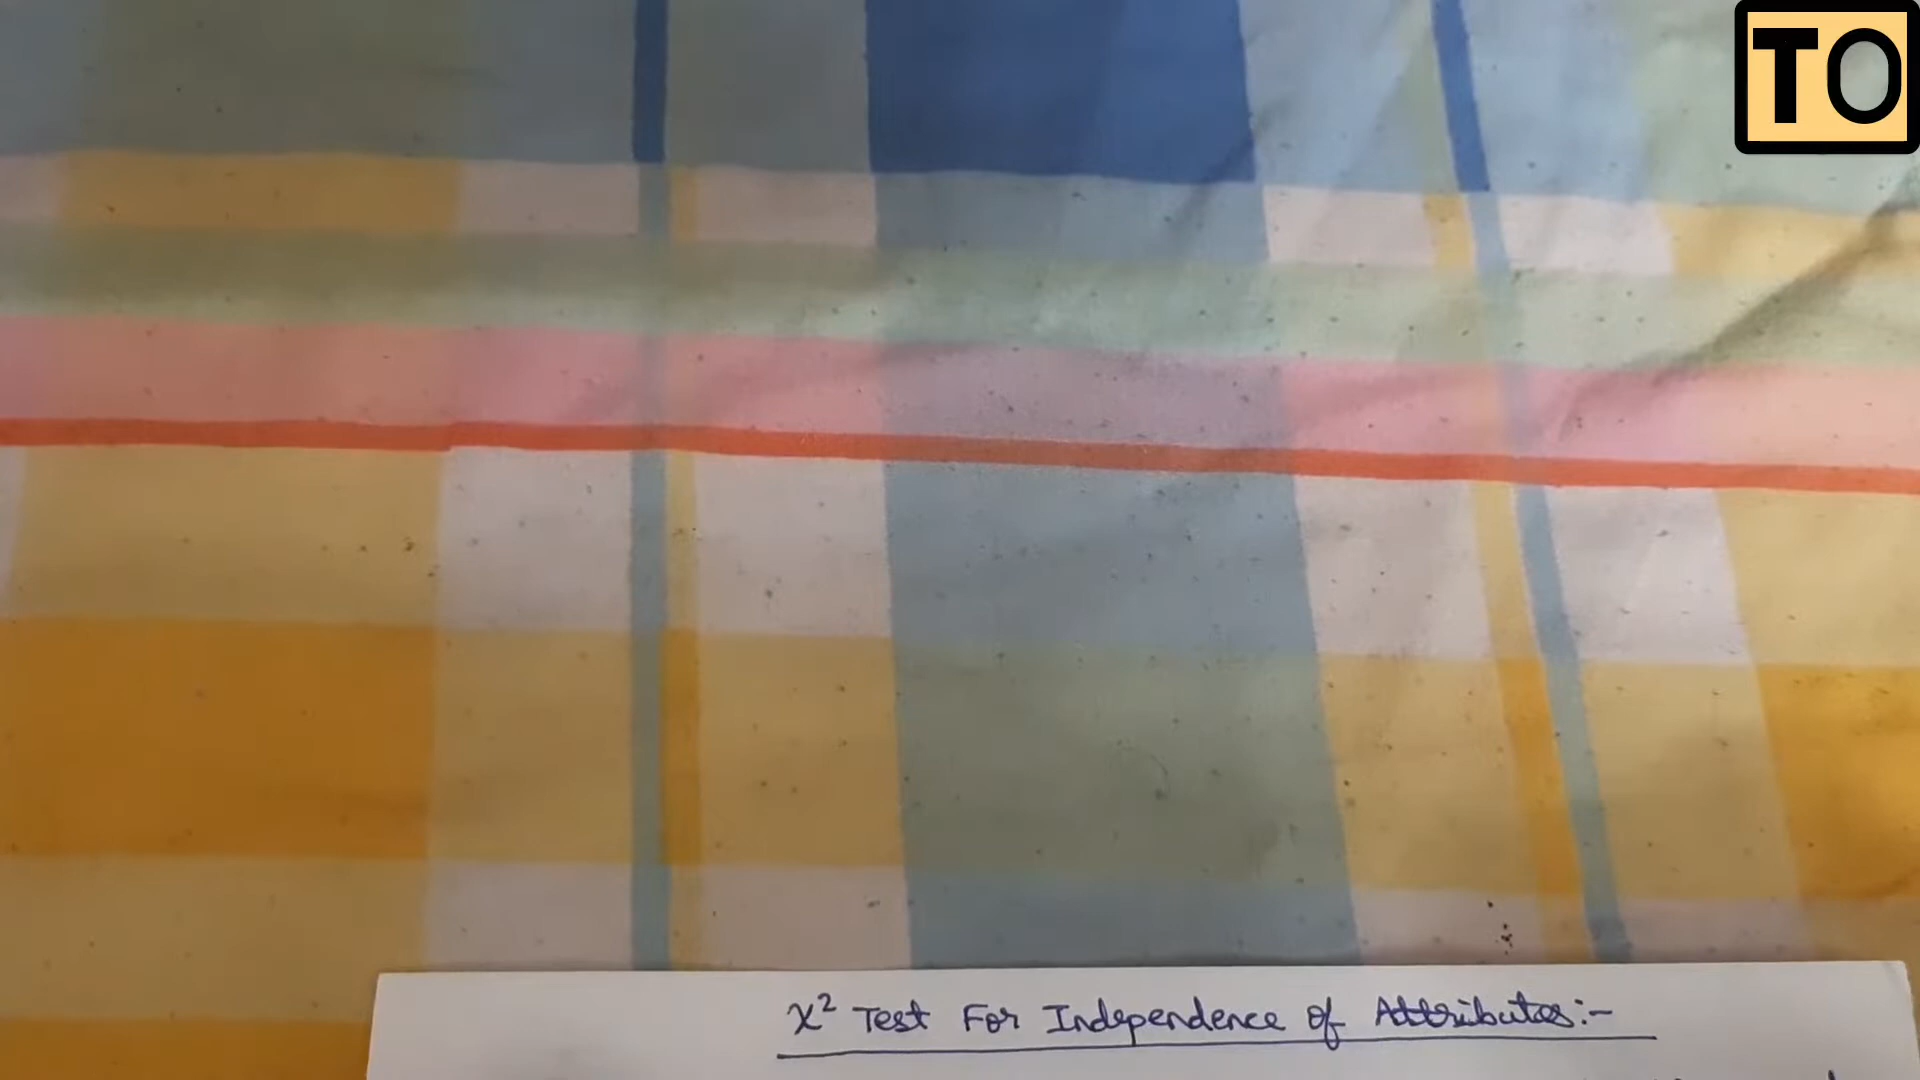 TO
χ² Test For Independence of Attributes:-